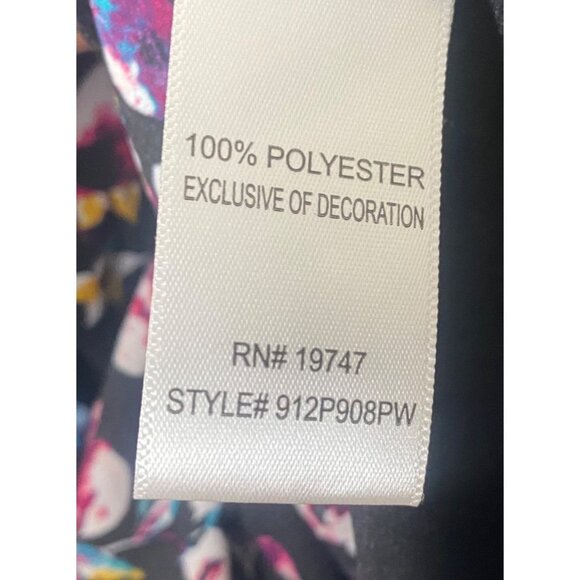 100% POLYESTER
EXCLUSIVE OF DECORATION
RN# 19747
STYLE# 912P908PW